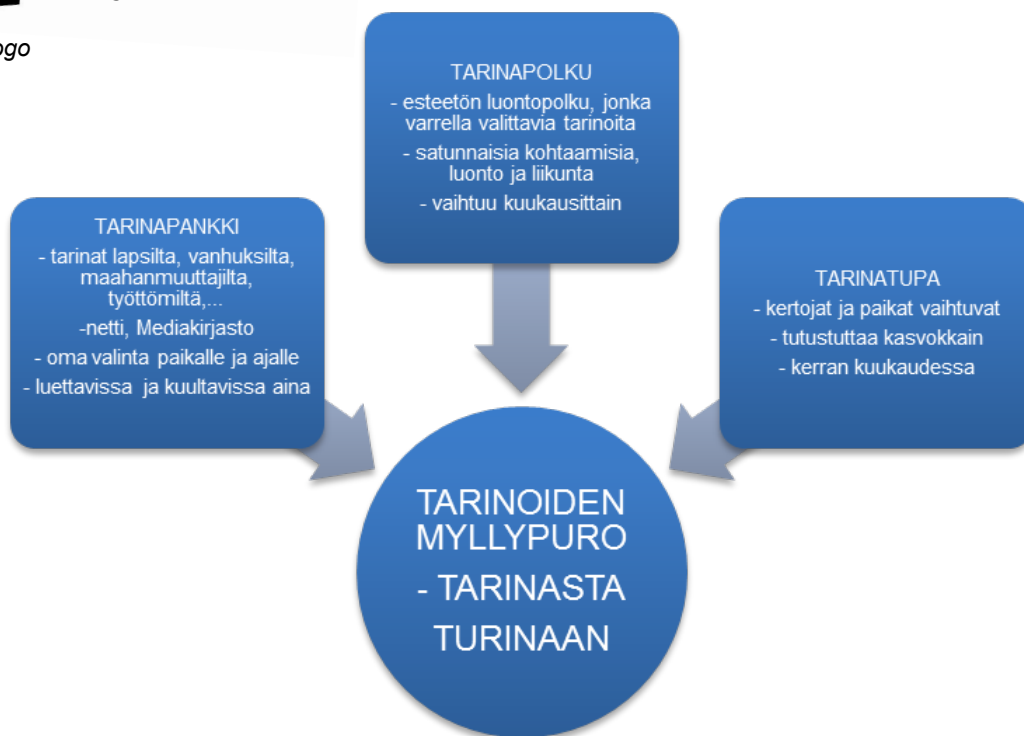 TARINAPOLKU
- esteetön luontopolku, jonka
varrella valittavia tarinoita
- satunnaisia kohtaamisia,
luonto ja liikunta
- vaihtuu kuukausittain
TARINAPANKKI
- tarinat lapsilta, vanhuksilta,
maahanmuuttajilta,
työttömiltä,...
-netti, Mediakirjasto
- oma valinta paikalle ja ajalle
- luettavissa ja kuultavissa aina
TARINATUPA
- kertojat ja paikat vaihtuvat
- tutustuttaa kasvokkain
- kerran kuukaudessa
TARINOIDEN
MYLLYPURO
- TARINASTA
TURINAAN